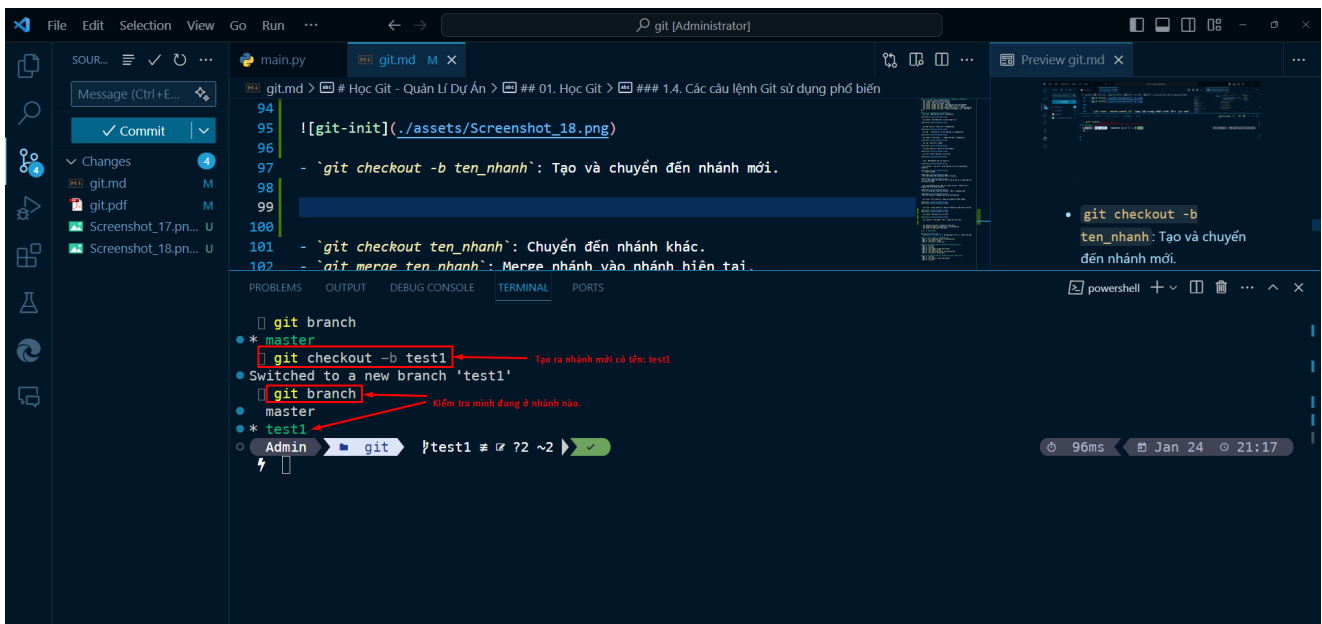 File Edit Selection View Go Run ··· git [Administrator]
SOUR... ···
Message (Ctrl+E...
Commit
Changes 4
git.md M
git.pdf M
Screenshot_17.pn... U
Screenshot_18.pn... U
4
main.py git.md M
git.md > # Học Git - Quản Lí Dự Án > ## 01. Học Git > ### 1.4. Các câu lệnh Git sử dụng phổ biến
94
95 ![git-init](./assets/Screenshot_18.png)
96
97 - `git checkout -b ten_nhanh`: Tạo và chuyển đến nhánh mới.
98
99
100
101 - `git checkout ten_nhanh`: Chuyển đến nhánh khác.
102 - `git merge ten_nhanh`: Merge nhánh vào nhánh hiện tại.
Preview git.md
• git checkout -b
ten_nhanh: Tạo và chuyển
đến nhánh mới.
PROBLEMS OUTPUT DEBUG CONSOLE TERMINAL PORTS powershell
git branch
* master
git checkout -b test1 Tạo ra nhánh mới có tên: test1
Switched to a new branch 'test1'
git branch
Kiểm tra mình đang ở nhánh nào.
master
* test1
Admin git test1 ≢ ?2 ~2 96ms Jan 24 21:17